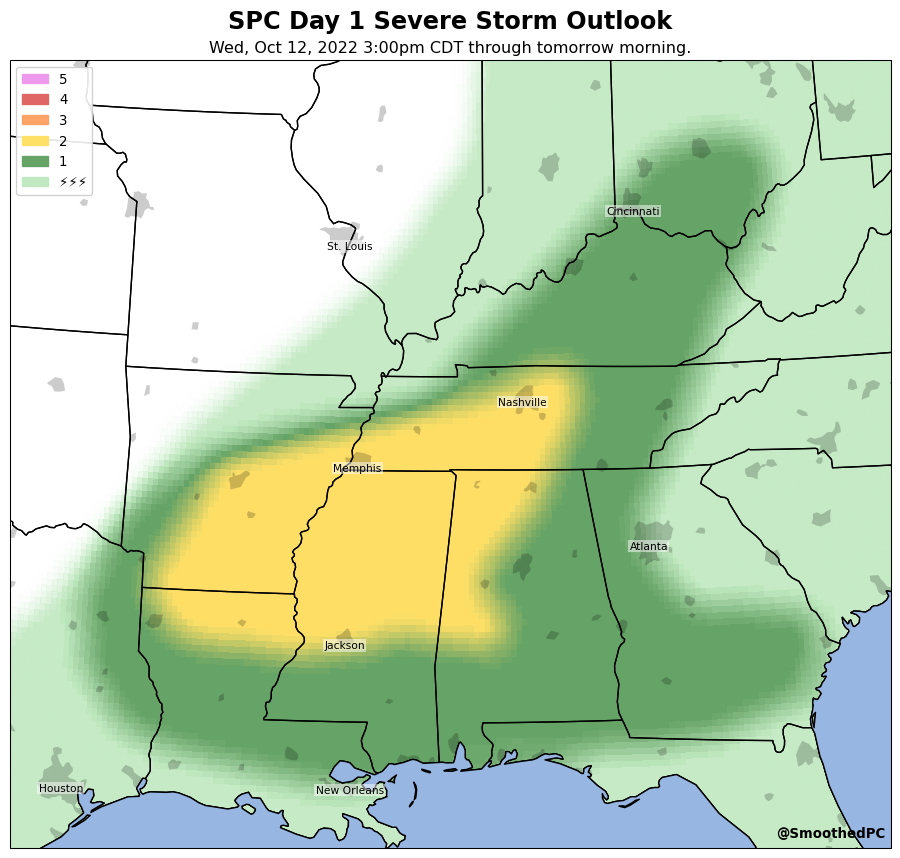 SPC Day 1 Severe Storm Outlook
Wed, Oct 12, 2022 3:00pm CDT through tomorrow morning.
5
4
3
2
1
⚡⚡⚡
Cincinnati
St. Louis
Nashville
Memphis
Atlanta
Jackson
Houston
New Orleans
@SmoothedPC